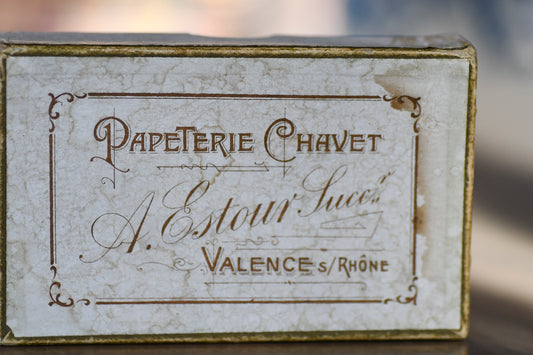 PAPETERIE CHAVET
A. Estour Succr
VALENCE S/RHÔNE